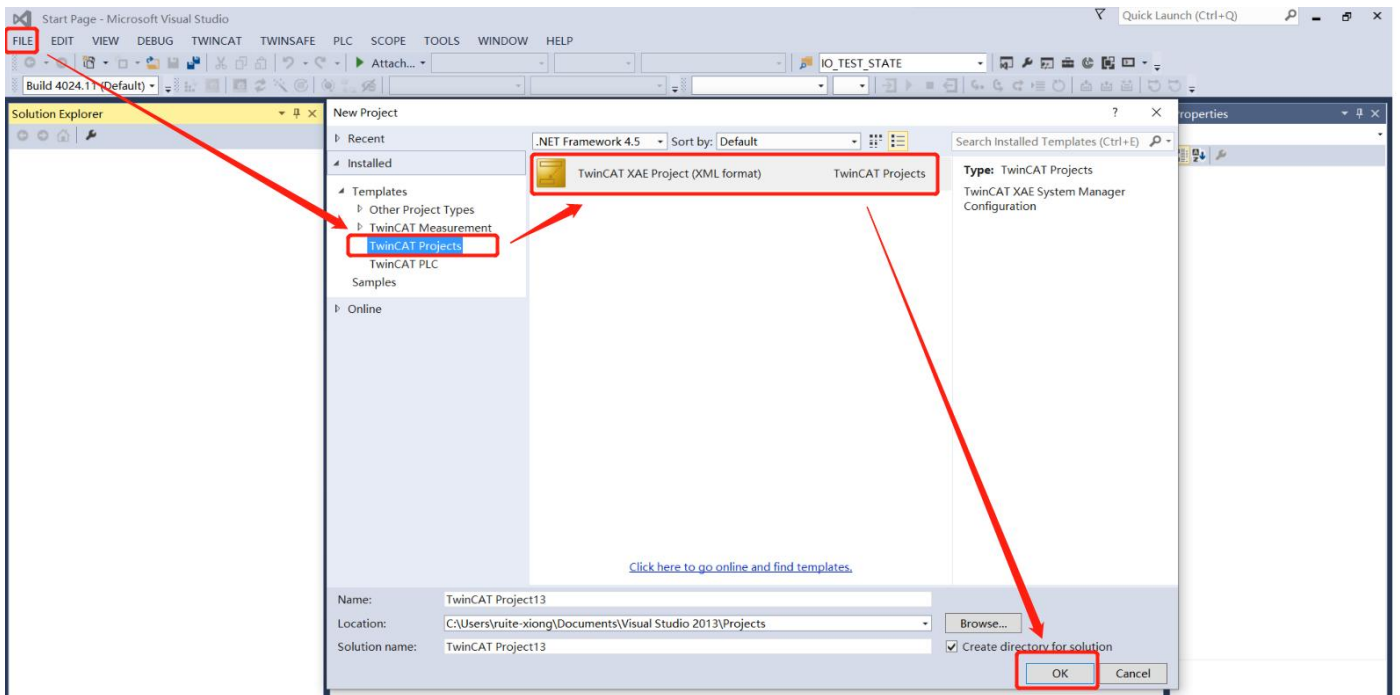 Start Page - Microsoft Visual Studio
Quick Launch (Ctrl+Q)
FILE EDIT VIEW DEBUG TWINCAT TWINSAFE PLC SCOPE TOOLS WINDOW HELP
Attach... IO_TEST_STATE
Build 4024.11 (Default)
Solution Explorer
New Project
?
roperties
Recent
.NET Framework 4.5 Sort by: Default
Search Installed Templates (Ctrl+E)
Installed
TwinCAT XAE Project (XML format) TwinCAT Projects
Type: TwinCAT Projects
TwinCAT XAE System Manager
Configuration
Templates
Other Project Types
TwinCAT Measurement
TwinCAT Projects
TwinCAT PLC
Samples
Online
Click here to go online and find templates.
Name: TwinCAT Project13
Location: C:\Users\ruite-xiong\Documents\Visual Studio 2013\Projects Browse...
Solution name: TwinCAT Project13 Create directory for solution
OK Cancel